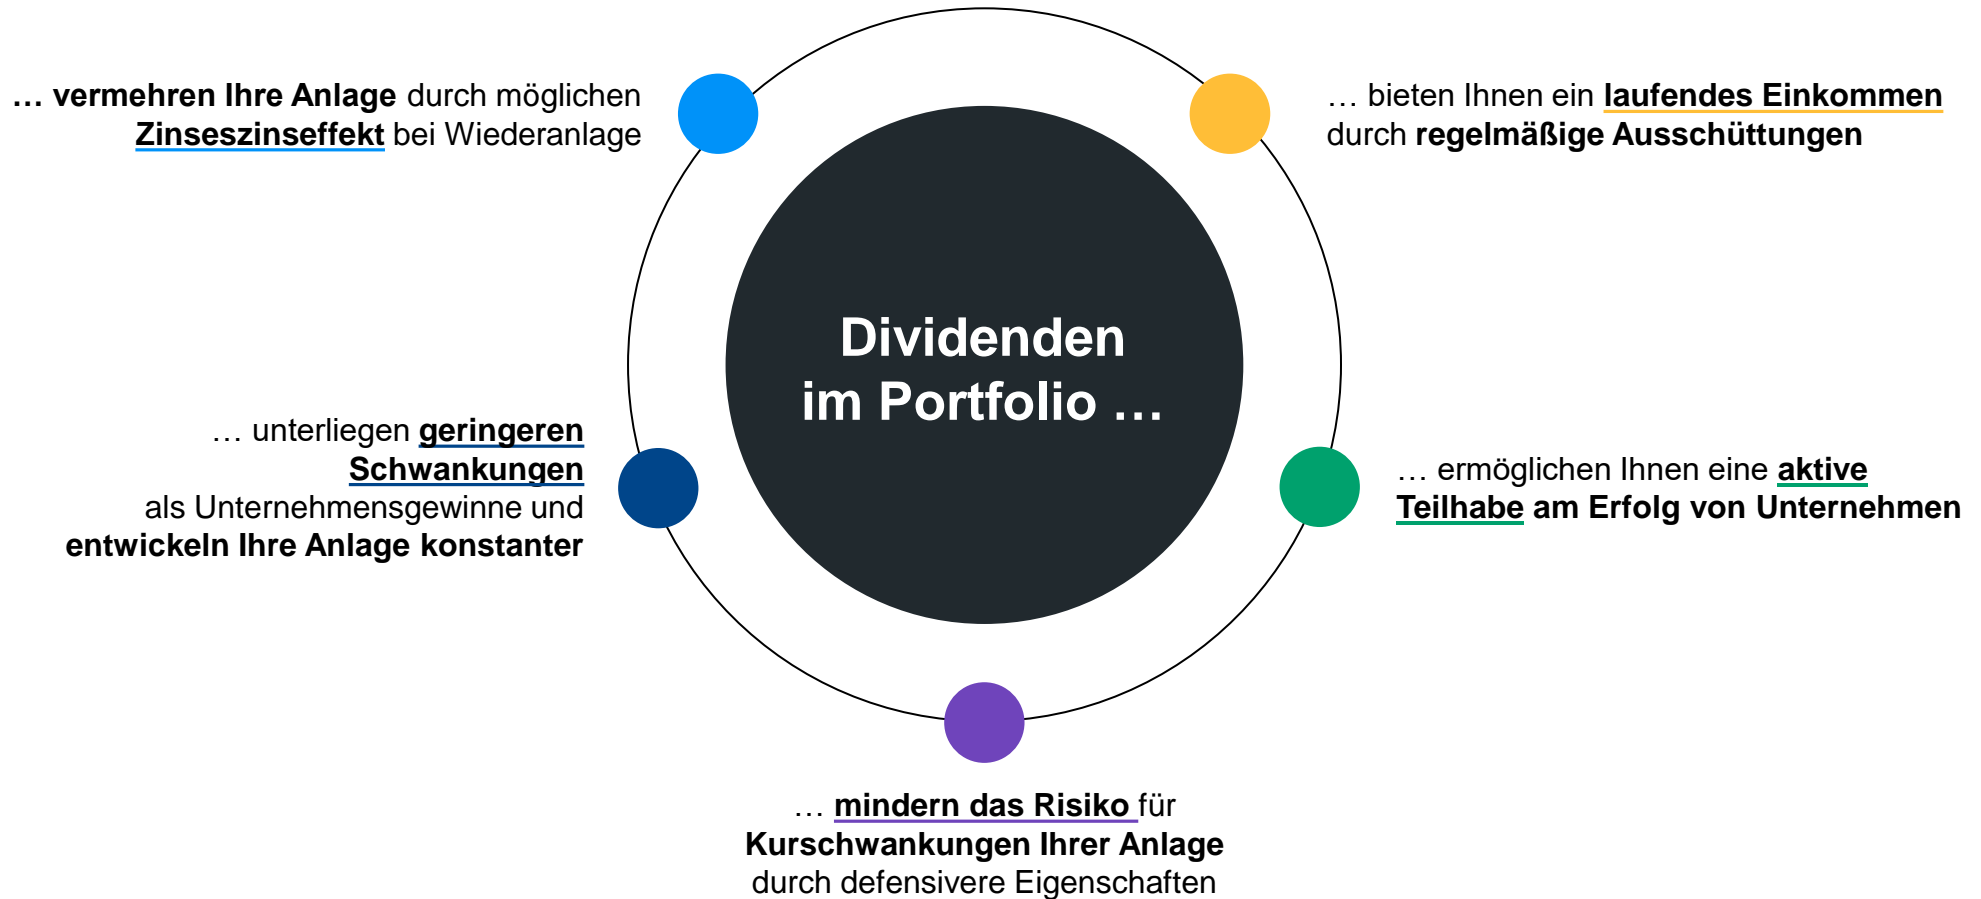 … vermehren Ihre Anlage durch möglichen
Zinseszinseffekt bei Wiederanlage
… bieten Ihnen ein laufendes Einkommen
durch regelmäßige Ausschüttungen
Dividenden
im Portfolio …
… unterliegen geringeren
Schwankungen
als Unternehmensgewinne und
entwickeln Ihre Anlage konstanter
… ermöglichen Ihnen eine aktive
Teilhabe am Erfolg von Unternehmen
… mindern das Risiko für
Kurschwankungen Ihrer Anlage
durch defensivere Eigenschaften